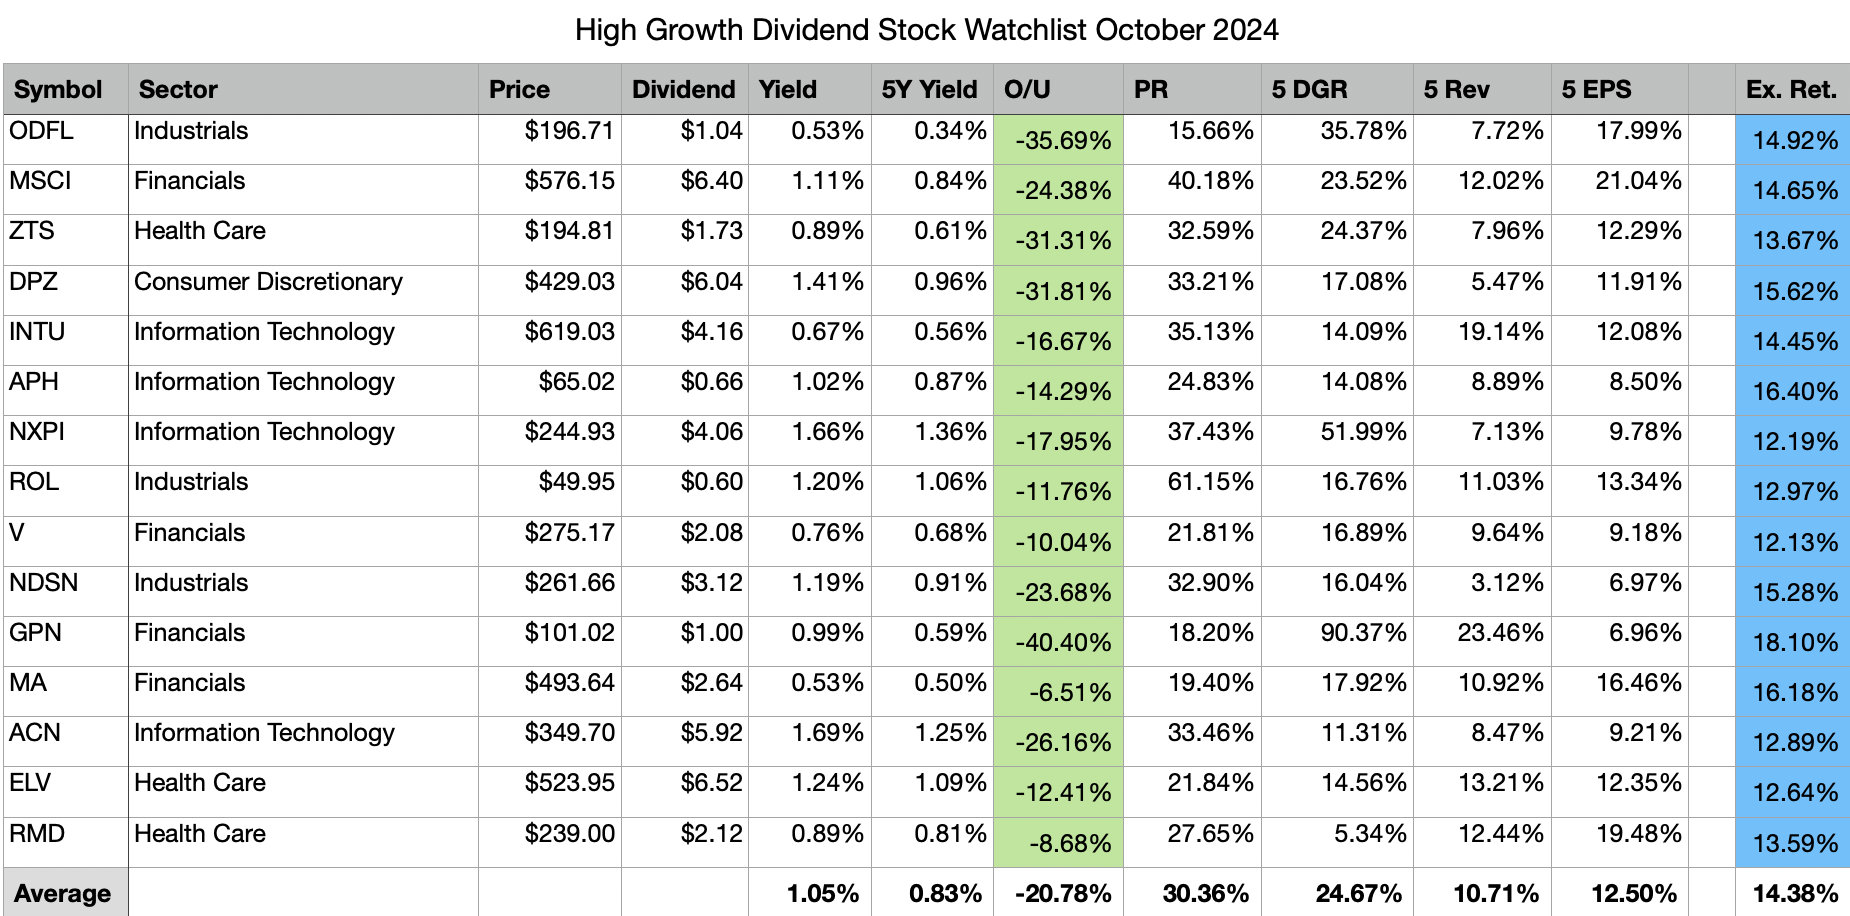 High Growth Dividend Stock Watchlist October 2024
Symbol Sector Price Dividend Yield 5Y Yield O/U PR 5 DGR 5 Rev 5 EPS Ex. Ret.
ODFL Industrials $196.71 $1.04 0.53% 0.34% -35.69% 15.66% 35.78% 7.72% 17.99% 14.92%
MSCI Financials $576.15 $6.40 1.11% 0.84% -24.38% 40.18% 23.52% 12.02% 21.04% 14.65%
ZTS Health Care $194.81 $1.73 0.89% 0.61% -31.31% 32.59% 24.37% 7.96% 12.29% 13.67%
DPZ Consumer Discretionary $429.03 $6.04 1.41% 0.96% -31.81% 33.21% 17.08% 5.47% 11.91% 15.62%
INTU Information Technology $619.03 $4.16 0.67% 0.56% -16.67% 35.13% 14.09% 19.14% 12.08% 14.45%
APH Information Technology $65.02 $0.66 1.02% 0.87% -14.29% 24.83% 14.08% 8.89% 8.50% 16.40%
NXPI Information Technology $244.93 $4.06 1.66% 1.36% -17.95% 37.43% 51.99% 7.13% 9.78% 12.19%
ROL Industrials $49.95 $0.60 1.20% 1.06% -11.76% 61.15% 16.76% 11.03% 13.34% 12.97%
V Financials $275.17 $2.08 0.76% 0.68% -10.04% 21.81% 16.89% 9.64% 9.18% 12.13%
NDSN Industrials $261.66 $3.12 1.19% 0.91% -23.68% 32.90% 16.04% 3.12% 6.97% 15.28%
GPN Financials $101.02 $1.00 0.99% 0.59% -40.40% 18.20% 90.37% 23.46% 6.96% 18.10%
MA Financials $493.64 $2.64 0.53% 0.50% -6.51% 19.40% 17.92% 10.92% 16.46% 16.18%
ACN Information Technology $349.70 $5.92 1.69% 1.25% -26.16% 33.46% 11.31% 8.47% 9.21% 12.89%
ELV Health Care $523.95 $6.52 1.24% 1.09% -12.41% 21.84% 14.56% 13.21% 12.35% 12.64%
RMD Health Care $239.00 $2.12 0.89% 0.81% -8.68% 27.65% 5.34% 12.44% 19.48% 13.59%
Average 1.05% 0.83% -20.78% 30.36% 24.67% 10.71% 12.50% 14.38%